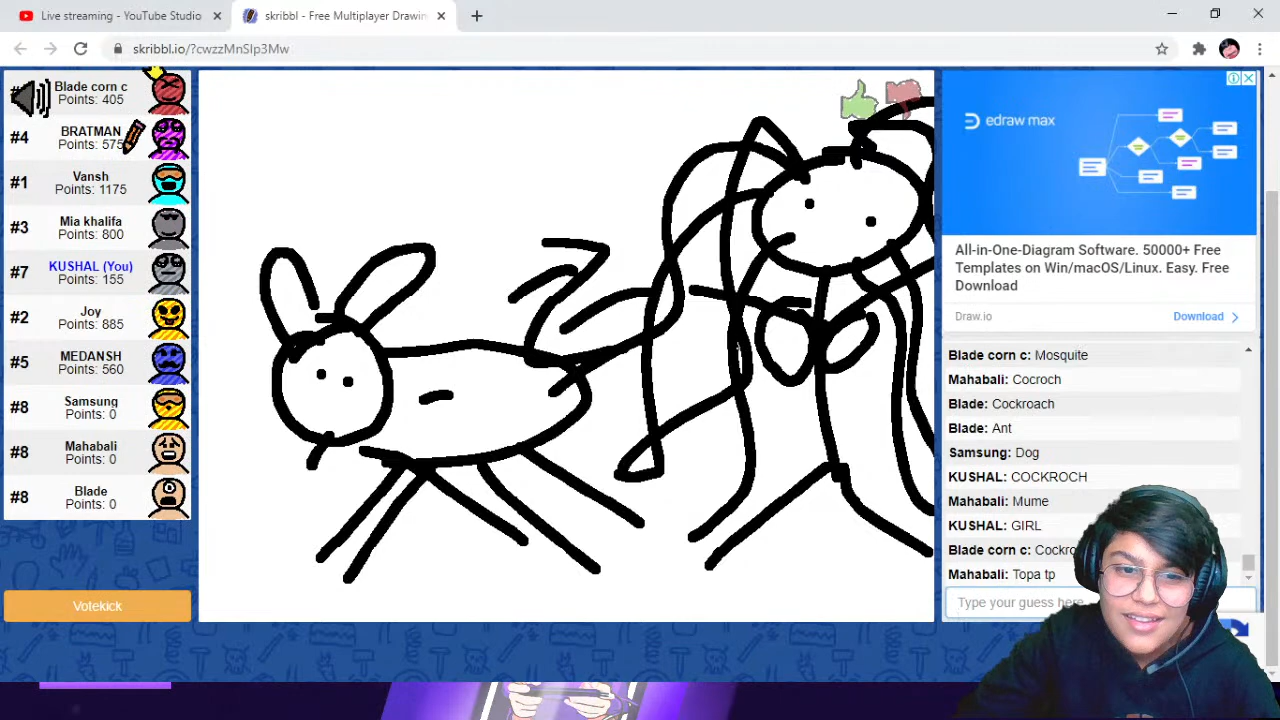 Live streaming - YouTube Studio
skribbl - Free Multiplayer Drawin
skribbl.io/?cwzzMnSlp3Mw
Blade corn c
Points: 405
#4
BRATMAN
Points: 575
#1
Vansh
Points: 1175
#3
Mia khalifa
Points: 800
#7
KUSHAL (You)
Points: 155
#2
Joy
Points: 885
#5
MEDANSH
Points: 560
#8
Samsung
Points: 0
#8
Mahabali
Points: 0
#8
Blade
Points: 0
Votekick
edraw max
All-in-One-Diagram Software. 50000+ Free
Templates on Win/macOS/Linux. Easy. Free
Download
Draw.io
Download
Blade corn c: Mosquite
Mahabali: Cocroch
Blade: Cockroach
Blade: Ant
Samsung: Dog
KUSHAL: COCKROCH
Mahabali: Mume
KUSHAL: GIRL
Blade corn c: Cockro
Mahabali: Topa tp
Type your guess here